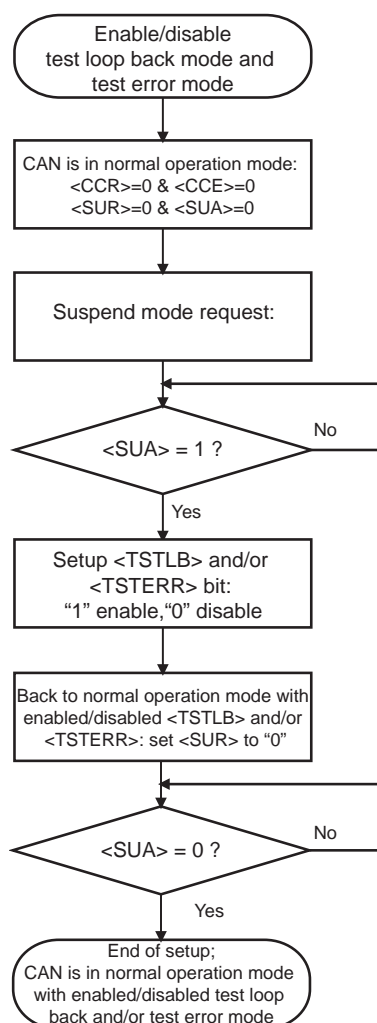 Enable/disable
test loop back mode and
test error mode
CAN is in normal operation mode:
<CCR>=0 & <CCE>=0
<SUR>=0 & <SUA>=0
Suspend mode request:
<SUA> = 1 ?
No
Yes
Setup <TSTLB> and/or
<TSTERR> bit:
“1” enable,“0” disable
Back to normal operation mode with
enabled/disabled <TSTLB> and/or
<TSTERR>: set <SUR> to “0”
<SUA> = 0 ?
No
Yes
End of setup;
CAN is in normal operation mode
with enabled/disabled test loop
back and/or test error mode